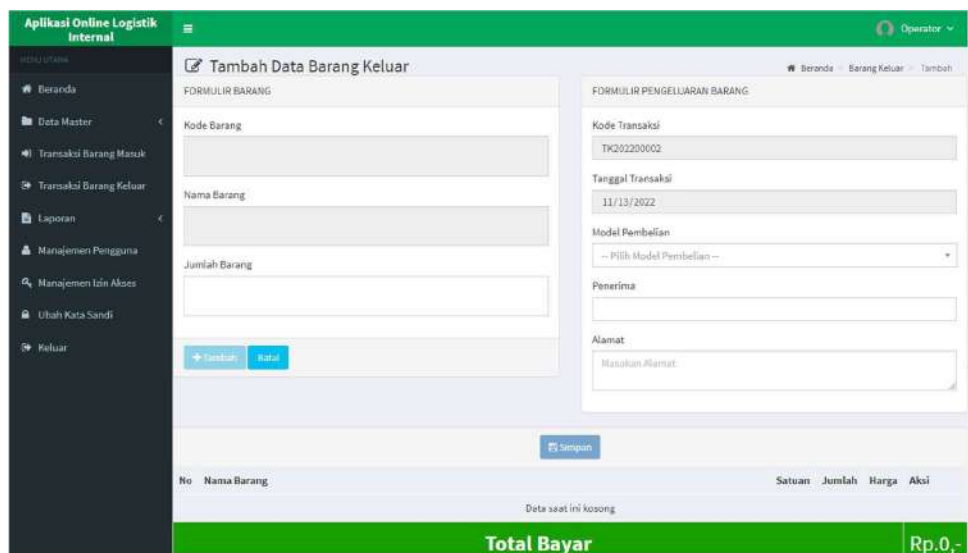 Aplikasi Online Logistik
Internal
Operator
MENU UTAMA
Beranda
Data Master
Transaksi Barang Masuk
Transaksi Barang Keluar
Laporan
Manajemen Pengguna
Manajemen Izin Akses
Ubah Kata Sandi
Keluar
Tambah Data Barang Keluar
Beranda Barang Keluar Tambah
FORMULIR BARANG
Kode Barang
Nama Barang
Jumlah Barang
+ Tambah Batal
FORMULIR PENGELUARAN BARANG
Kode Transaksi
TK202200002
Tanggal Transaksi
11/13/2022
Model Pembelian
-- Pilih Model Pembelian --
Penerima
Alamat
Masukan Alamat
Simpan
No Nama Barang Satuan Jumlah Harga Aksi
Data saat ini kosong
Total Bayar Rp.0,-